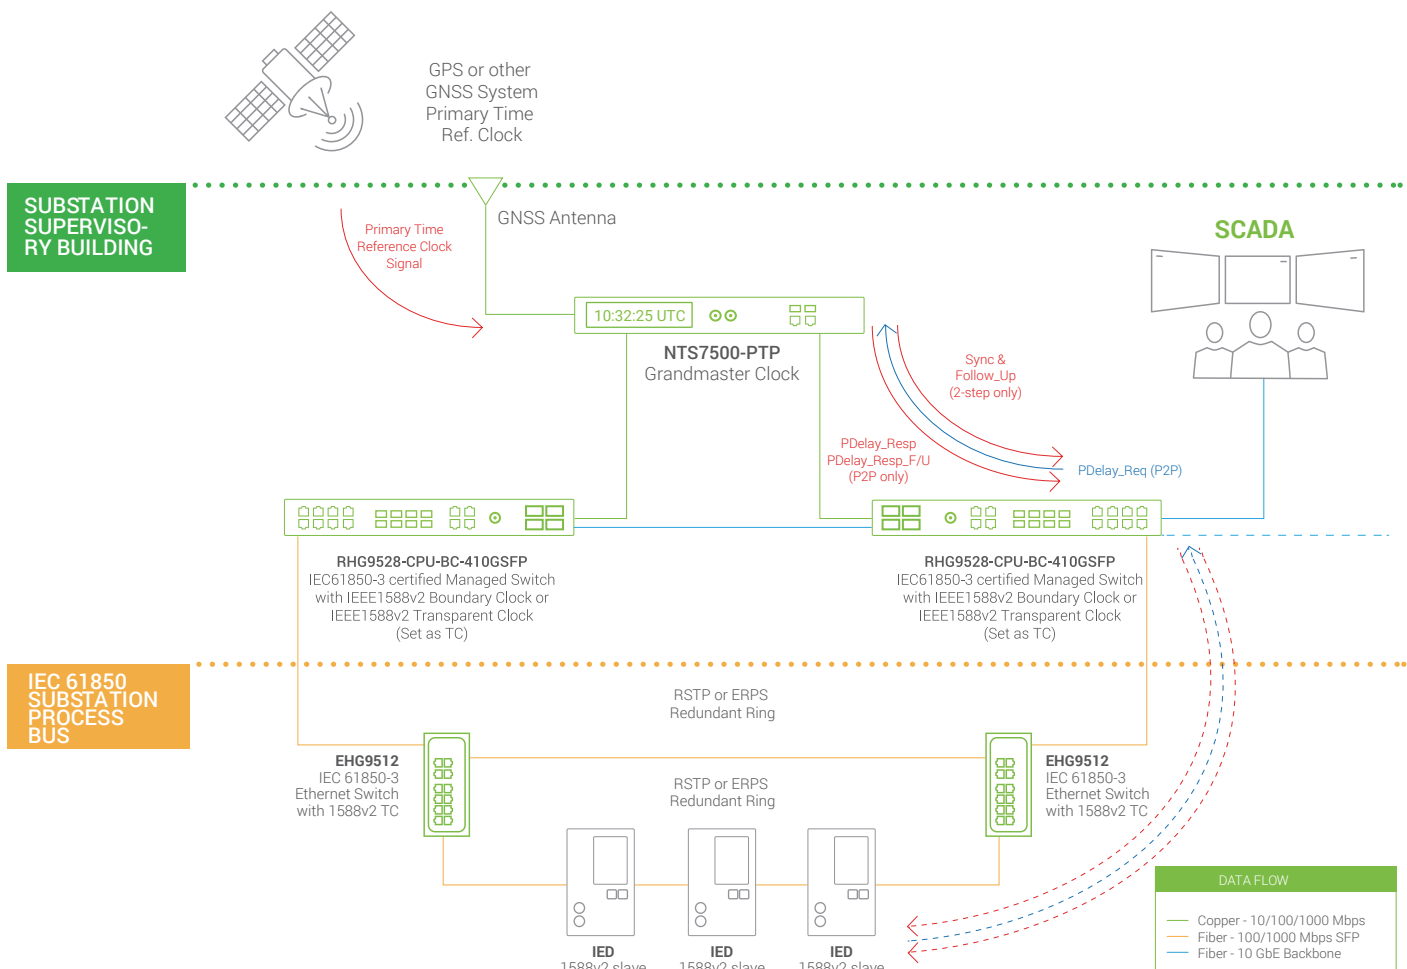 GPS or other
GNSS System
Primary Time
Ref. Clock
SUBSTATION
SUPERVISO-
RY BUILDING
GNSS Antenna
Primary Time
Reference Clock
Signal
SCADA
10:32:25 UTC
NTS7500-PTP
Grandmaster Clock
Sync &
Follow_Up
(2-step only)
PDelay_Resp
PDelay_Resp_F/U
(P2P only)
PDelay_Req (P2P)
RHG9528-CPU-BC-410GSFP
IEC61850-3 certified Managed Switch
with IEEE1588v2 Boundary Clock or
IEEE1588v2 Transparent Clock
(Set as TC)
RHG9528-CPU-BC-410GSFP
IEC61850-3 certified Managed Switch
with IEEE1588v2 Boundary Clock or
IEEE1588v2 Transparent Clock
(Set as TC)
IEC 61850
SUBSTATION
PROCESS
BUS
RSTP or ERPS
Redundant Ring
EHG9512
IEC 61850-3
Ethernet Switch
with 1588v2 TC
RSTP or ERPS
Redundant Ring
EHG9512
IEC 61850-3
Ethernet Switch
with 1588v2 TC
IED
1588v2 slave
IED
1588v2 slave
IED
1588v2 slave
DATA FLOW
Copper - 10/100/1000 Mbps
Fiber - 100/1000 Mbps SFP
Fiber - 10 GbE Backbone